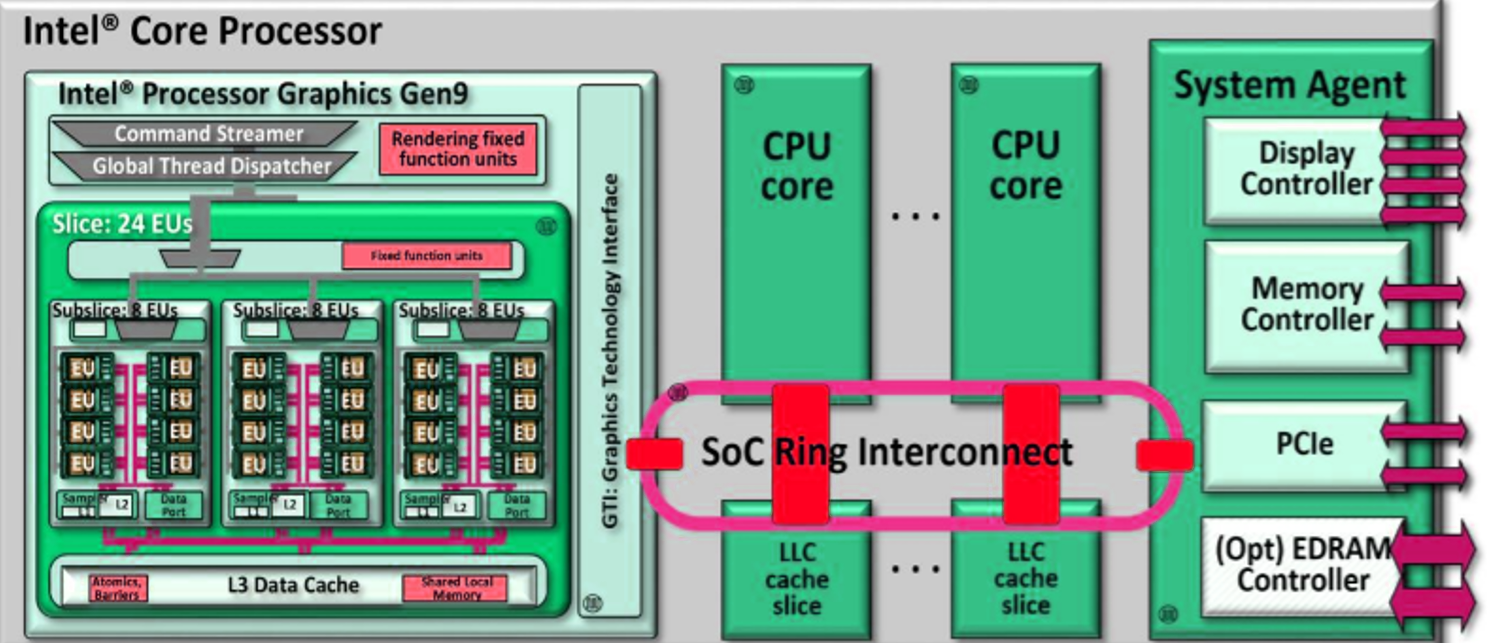 Intel® Core Processor
Intel® Processor Graphics Gen9
Command Streamer
Global Thread Dispatcher
Rendering fixed
function units
Slice: 24 EUs
Fixed function units
Subslice: 8 EUs
Subslice: 8 EUs
Subslice: 8 EUs
EU EU EU EU EU EU
EU EU EU EU EU EU
EU EU EU EU EU EU
EU EU EU EU EU EU
Sampler L1 L2 Data
Port
Sampler L1 L2 Data
Port
Sampler L1 L2 Data
Port
Atomics,
Barriers
L3 Data Cache
Shared Local
Memory
GTI: Graphics Technology Interface
CPU
core
...
CPU
core
SoC Ring Interconnect
LLC
cache
slice
...
LLC
cache
slice
System Agent
Display
Controller
Memory
Controller
PCIe
(Opt) EDRAM
Controller